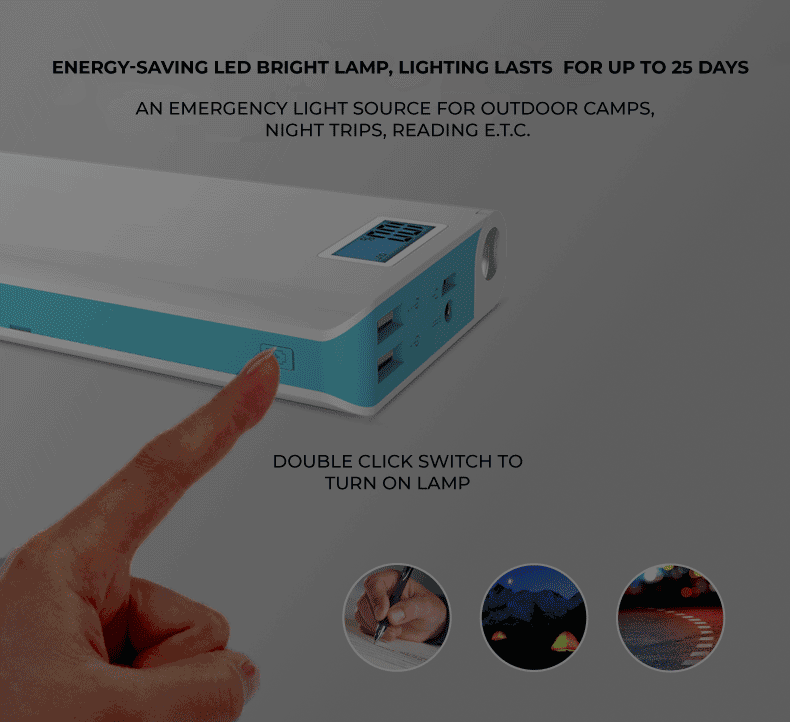 ENERGY-SAVING LED BRIGHT LAMP, LIGHTING LASTS FOR UP TO 25 DAYS
AN EMERGENCY LIGHT SOURCE FOR OUTDOOR CAMPS,
NIGHT TRIPS, READING E.T.C.
DOUBLE CLICK SWITCH TO
TURN ON LAMP